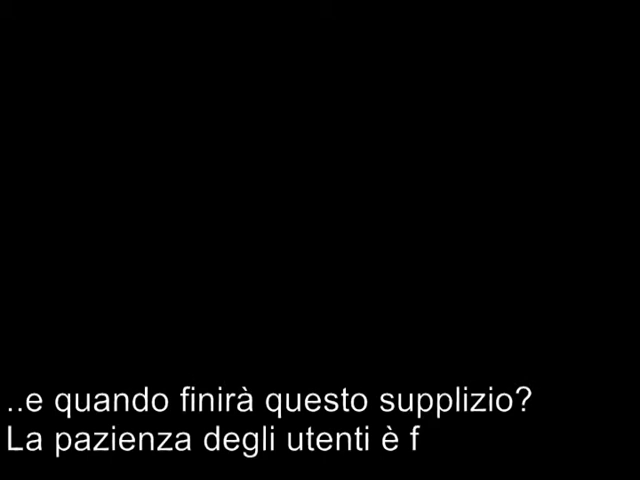 ..e quando finirà questo supplizio?
La pazienza degli utenti è f